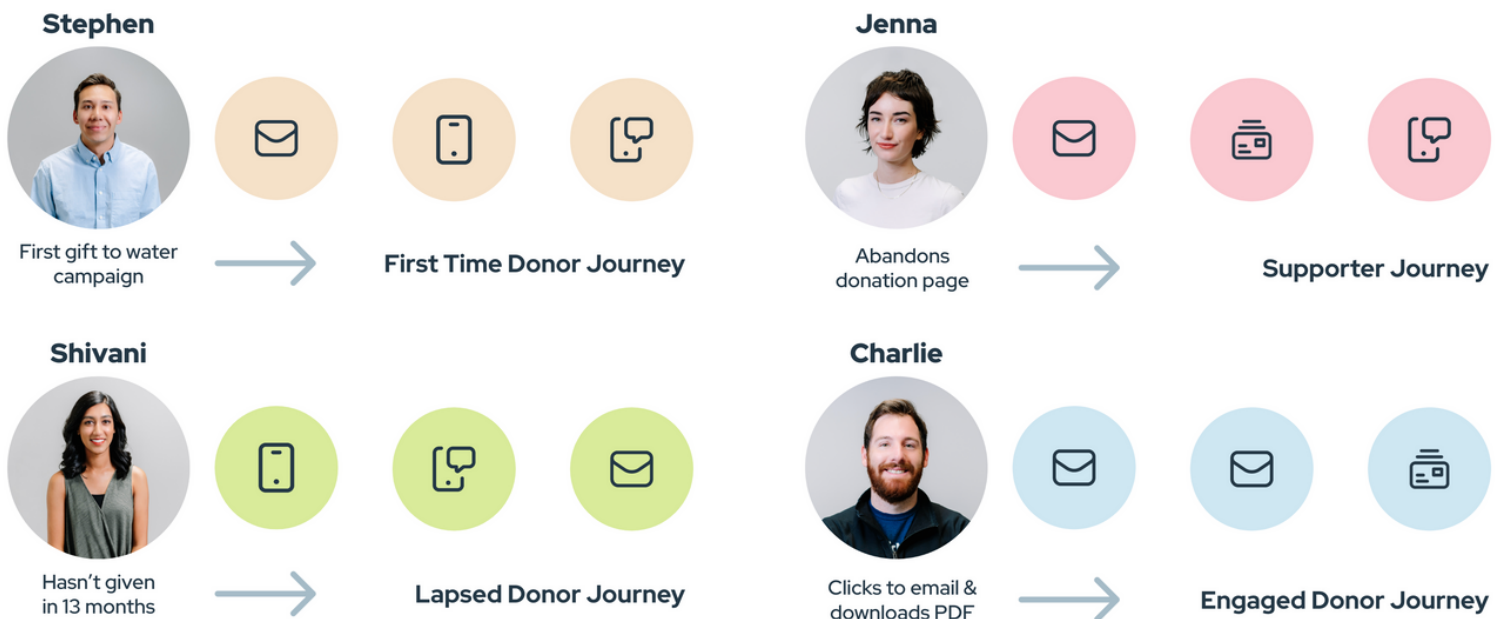 Stephen
First gift to water
campaign
First Time Donor Journey
Jenna
Abandons
donation page
Supporter Journey
Shivani
Hasn’t given
in 13 months
Lapsed Donor Journey
Charlie
Clicks to email &
downloads PDF
Engaged Donor Journey